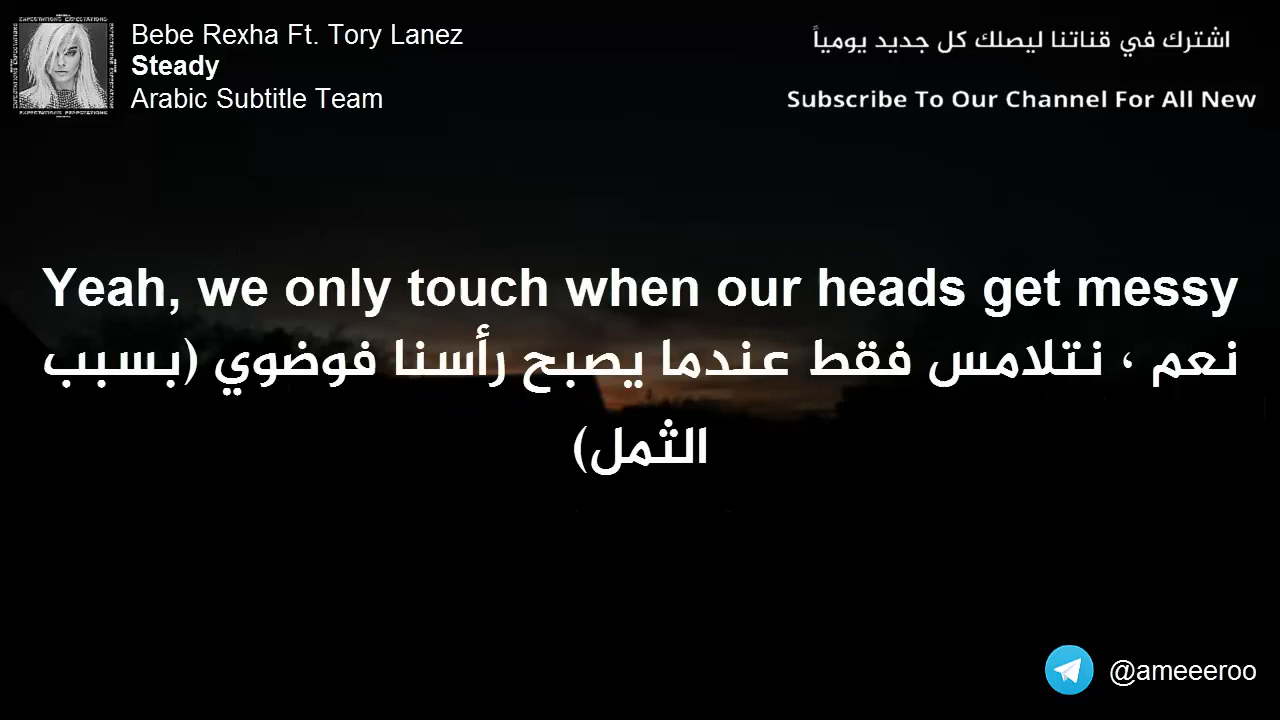 Bebe Rexha Ft. Tory Lanez
Steady
Arabic Subtitle Team
اشترك في قناتنا ليصلك كل جديد يومياً
Subscribe To Our Channel For All New
Yeah, we only touch when our heads get messy
نعم ، نتلامس فقط عندما يصبح رأسنا فوضوي (بسبب
الثمل)
@ameeeroo